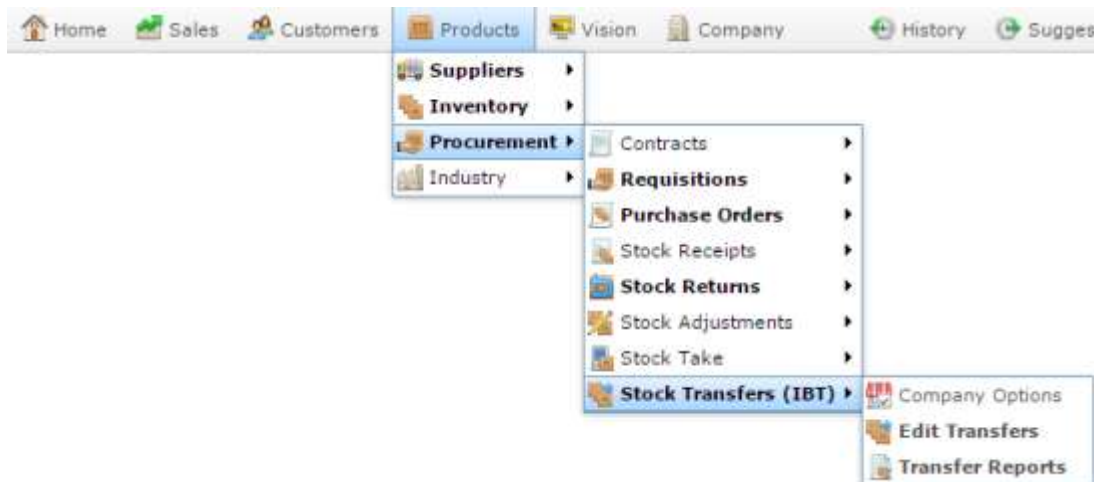 Home Sales Customers Products Vision Company History Sugges
Suppliers
Inventory
Procurement
Industry
Contracts
Requisitions
Purchase Orders
Stock Receipts
Stock Returns
Stock Adjustments
Stock Take
Stock Transfers (IBT)
Company Options
Edit Transfers
Transfer Reports